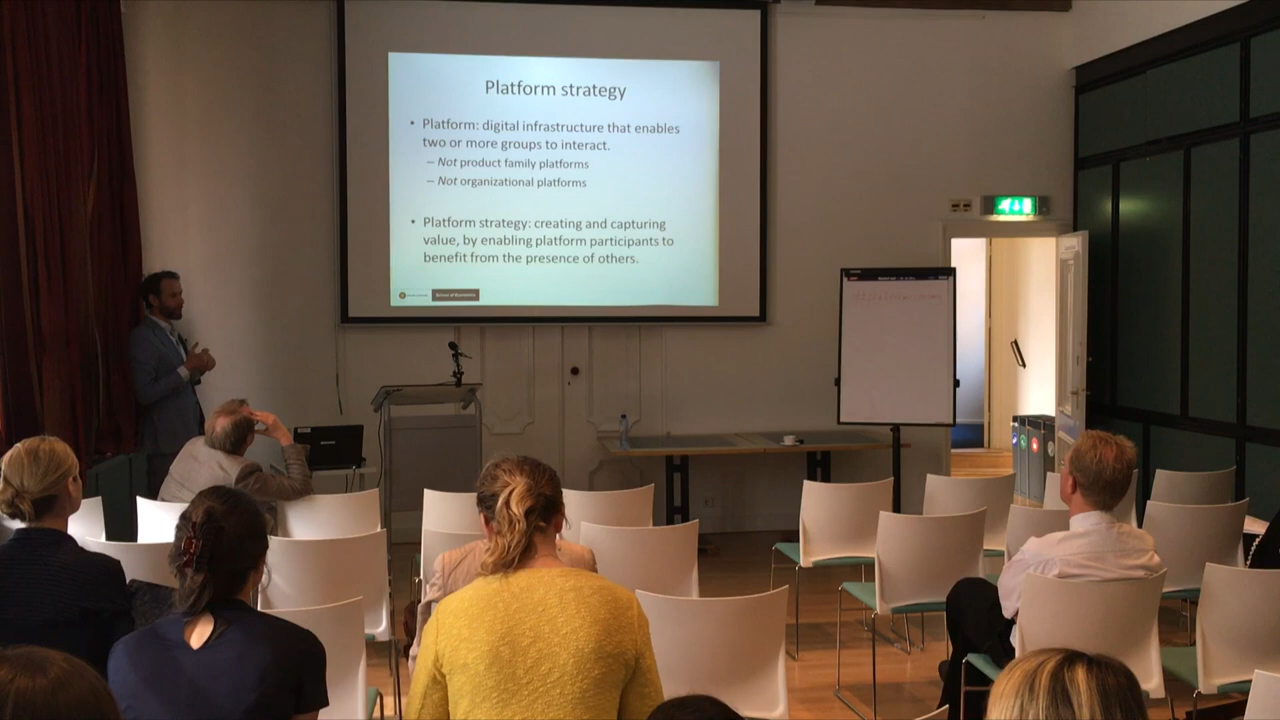 Platform strategy
• Platform: digital infrastructure that enables
two or more groups to interact.
– Not product family platforms
– Not organizational platforms
• Platform strategy: creating and capturing
value, by enabling platform participants to
benefit from the presence of others.
School of Economics